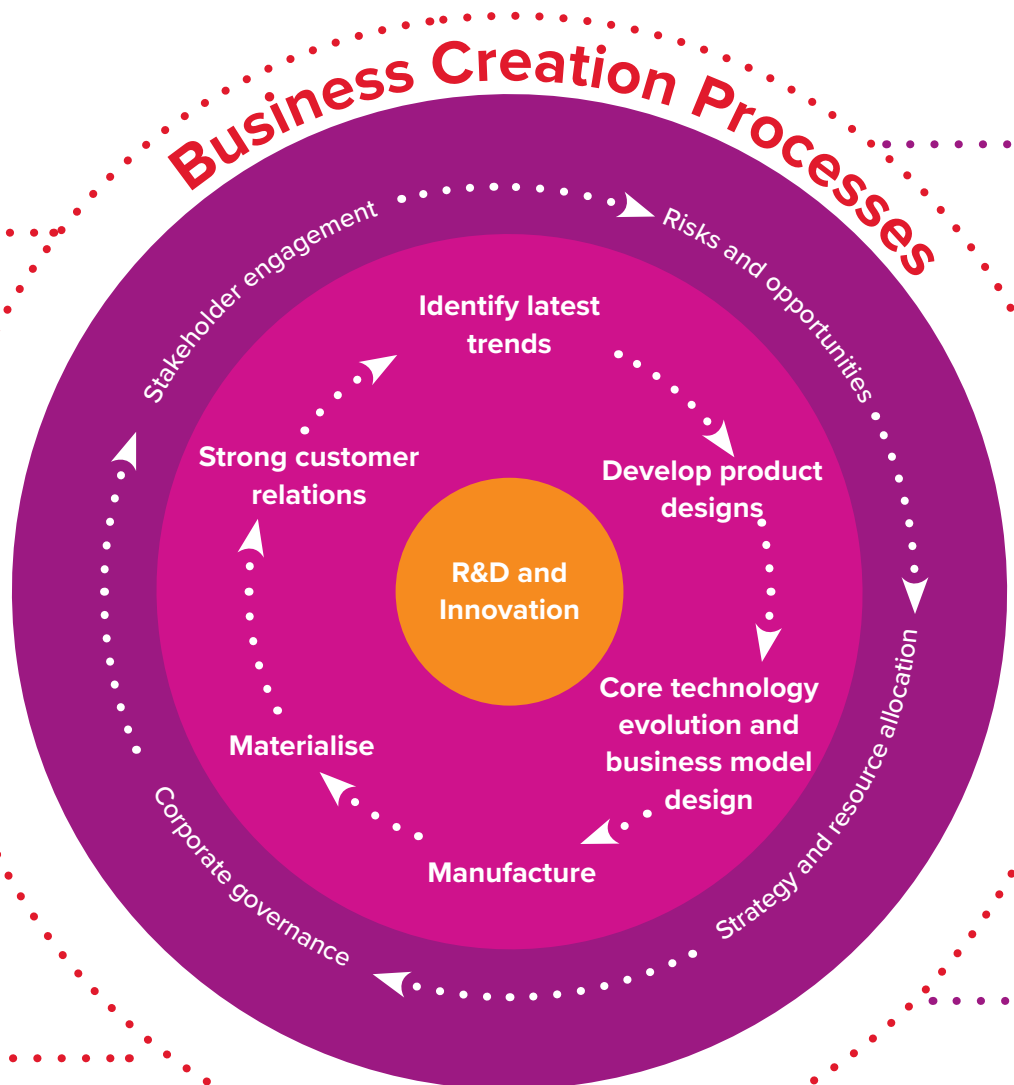 Business Creation Processes
Stakeholder engagement
Risks and opportunities
Strategy and resource allocation
Corporate governance
Identify latest
trends
Develop product
designs
Core technology
evolution and
business model
design
Manufacture
Materialise
Strong customer
relations
R&D and
Innovation